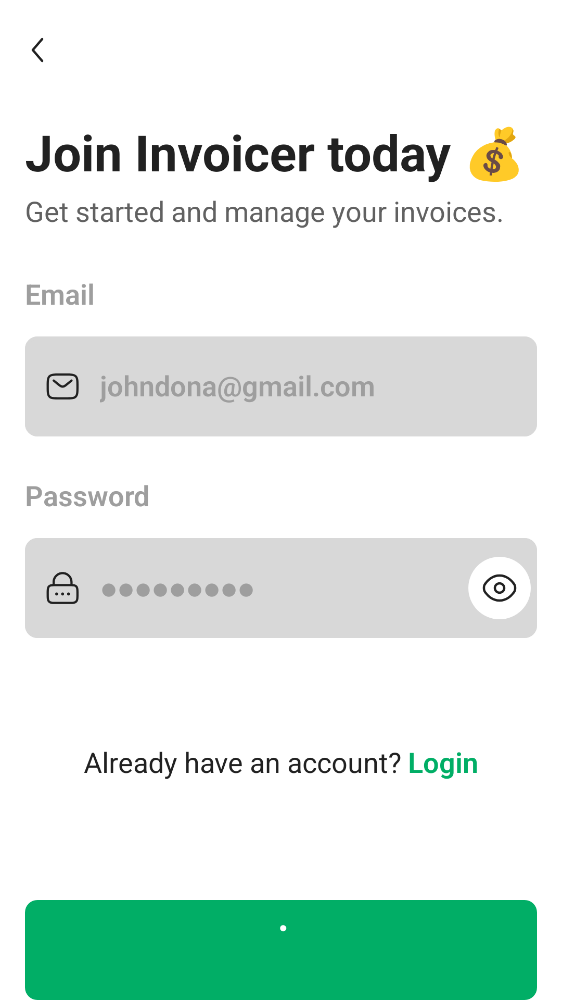 Join Invoicer today 💰
Get started and manage your invoices.
Email
johndona@gmail.com
Password
●●●●●●●●●
Already have an account? Login